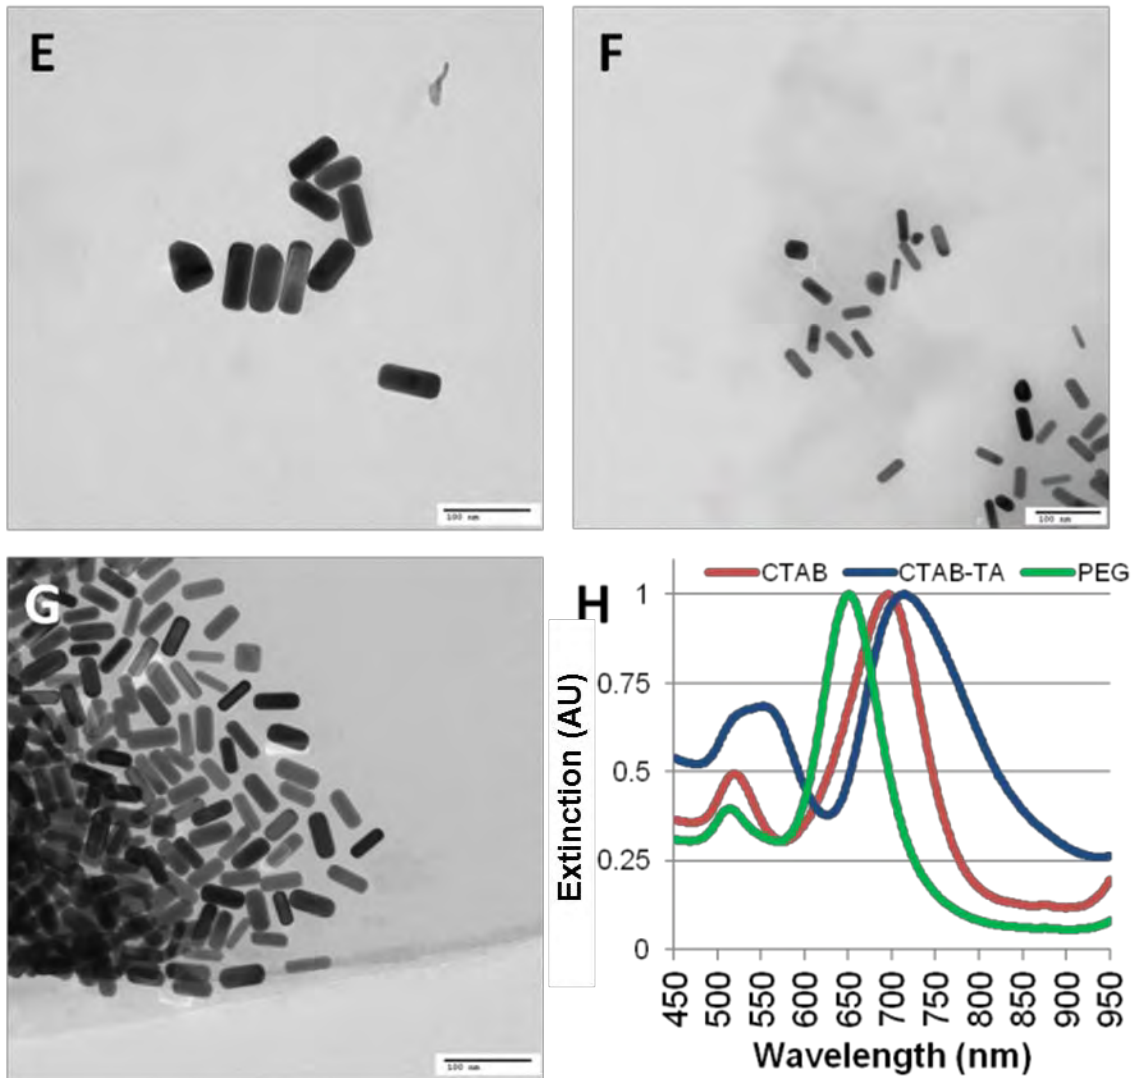 E
F
100 nm
100 nm
G
H
100 nm
CTAB CTAB-TA PEG
1
0.75
0.5
0.25
0
Extinction (AU)
450 500 550 600 650 700 750 800 850 900 950
Wavelength (nm)